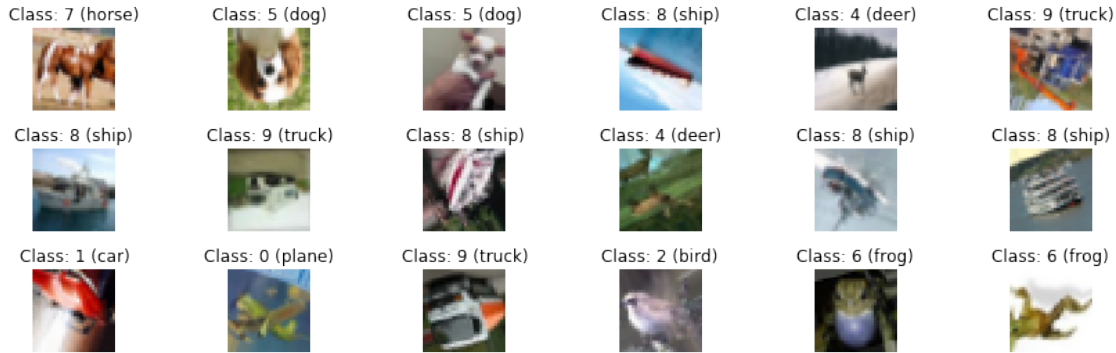 Class: 7 (horse) Class: 5 (dog) Class: 5 (dog) Class: 8 (ship) Class: 4 (deer) Class: 9 (truck)
Class: 8 (ship) Class: 9 (truck) Class: 8 (ship) Class: 4 (deer) Class: 8 (ship) Class: 8 (ship)
Class: 1 (car) Class: 0 (plane) Class: 9 (truck) Class: 2 (bird) Class: 6 (frog) Class: 6 (frog)